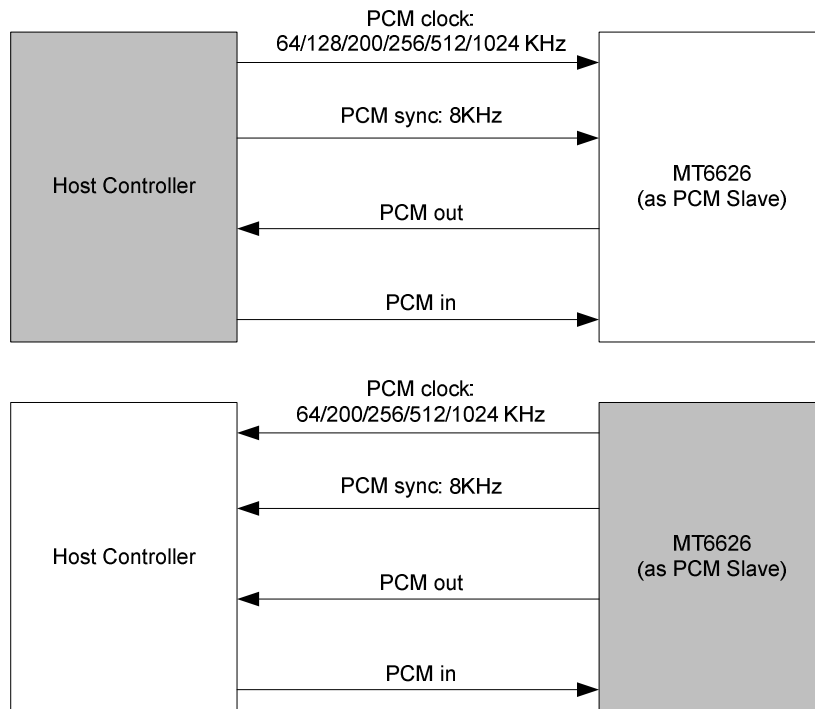 PCM clock:
64/128/200/256/512/1024 KHz
PCM sync: 8KHz
Host Controller
MT6626
(as PCM Slave)
PCM out
PCM in
PCM clock:
64/200/256/512/1024 KHz
PCM sync: 8KHz
Host Controller
MT6626
(as PCM Slave)
PCM out
PCM in